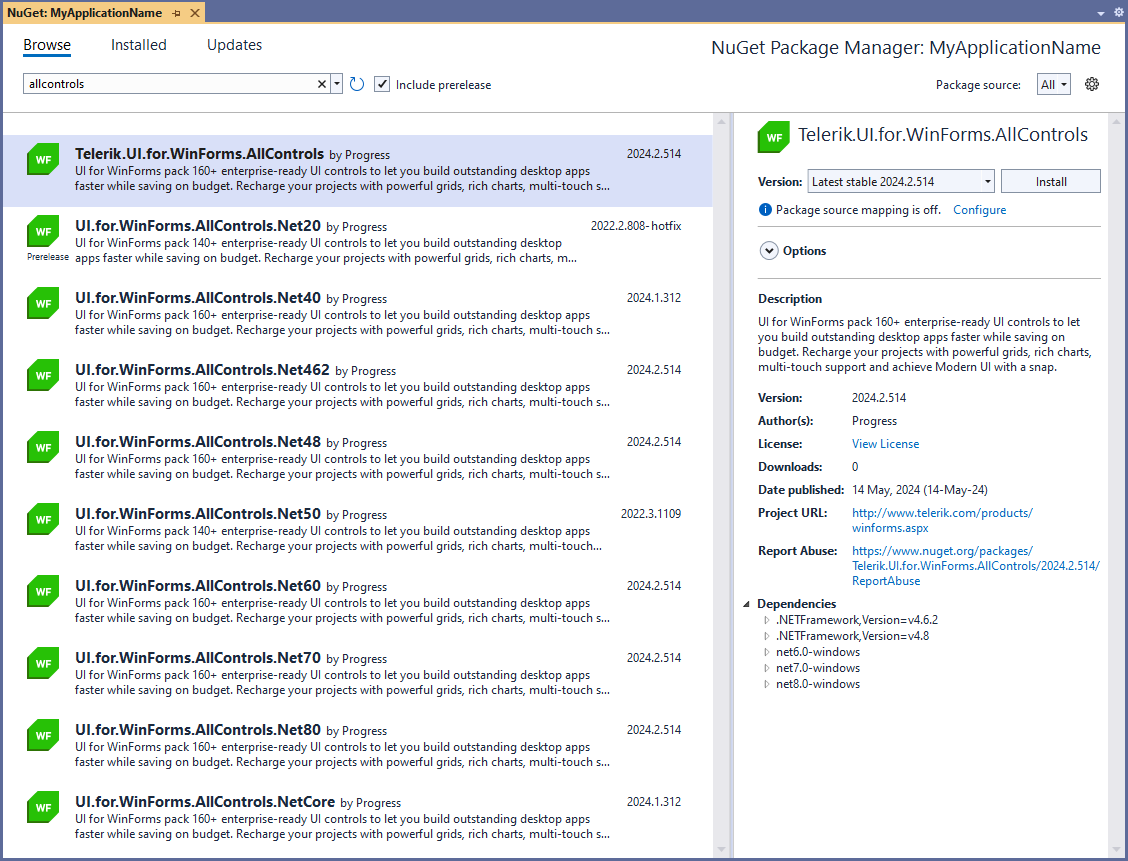 NuGet: MyApplicationName
Browse Installed Updates
NuGet Package Manager: MyApplicationName
allcontrols
Include prerelease
Package source: All
WF
Telerik.UI.for.WinForms.AllControls by Progress 2024.2.514
UI for WinForms pack 160+ enterprise-ready UI controls to let you build outstanding desktop apps
faster while saving on budget. Recharge your projects with powerful grids, rich charts, multi-touch s...
WF
Prerelease
UI.for.WinForms.AllControls.Net20 by Progress 2022.2.808-hotfix
UI for WinForms pack 140+ enterprise-ready UI controls to let you build outstanding desktop
apps faster while saving on budget. Recharge your projects with powerful grids, rich charts, m...
WF
UI.for.WinForms.AllControls.Net40 by Progress 2024.1.312
UI for WinForms pack 160+ enterprise-ready UI controls to let you build outstanding desktop apps
faster while saving on budget. Recharge your projects with powerful grids, rich charts, multi-touch s...
WF
UI.for.WinForms.AllControls.Net462 by Progress 2024.2.514
UI for WinForms pack 160+ enterprise-ready UI controls to let you build outstanding desktop apps
faster while saving on budget. Recharge your projects with powerful grids, rich charts, multi-touch s...
WF
UI.for.WinForms.AllControls.Net48 by Progress 2024.2.514
UI for WinForms pack 160+ enterprise-ready UI controls to let you build outstanding desktop apps
faster while saving on budget. Recharge your projects with powerful grids, rich charts, multi-touch s...
WF
UI.for.WinForms.AllControls.Net50 by Progress 2022.3.1109
UI for WinForms pack 140+ enterprise-ready UI controls to let you build outstanding desktop apps
faster while saving on budget. Recharge your projects with powerful grids, rich charts, multi-touch...
WF
UI.for.WinForms.AllControls.Net60 by Progress 2024.2.514
UI for WinForms pack 160+ enterprise-ready UI controls to let you build outstanding desktop apps
faster while saving on budget. Recharge your projects with powerful grids, rich charts, multi-touch s...
WF
UI.for.WinForms.AllControls.Net70 by Progress 2024.2.514
UI for WinForms pack 160+ enterprise-ready UI controls to let you build outstanding desktop apps
faster while saving on budget. Recharge your projects with powerful grids, rich charts, multi-touch s...
WF
UI.for.WinForms.AllControls.Net80 by Progress 2024.2.514
UI for WinForms pack 160+ enterprise-ready UI controls to let you build outstanding desktop apps
faster while saving on budget. Recharge your projects with powerful grids, rich charts, multi-touch s...
WF
UI.for.WinForms.AllControls.NetCore by Progress 2024.1.312
UI for WinForms pack 160+ enterprise-ready UI controls to let you build outstanding desktop apps
faster while saving on budget. Recharge your projects with powerful grids, rich charts, multi-touch s...
WF
Telerik.UI.for.WinForms.AllControls
Version: Latest stable 2024.2.514 Install
Package source mapping is off. Configure
Options
Description
UI for WinForms pack 160+ enterprise-ready UI controls to let
you build outstanding desktop apps faster while saving on
budget. Recharge your projects with powerful grids, rich charts,
multi-touch support and achieve Modern UI with a snap.
Version: 2024.2.514
Author(s): Progress
License: View License
Downloads: 0
Date published: 14 May, 2024 (14-May-24)
Project URL: http://www.telerik.com/products/
winforms.aspx
Report Abuse: https://www.nuget.org/packages/
Telerik.UI.for.WinForms.AllControls/2024.2.514/
ReportAbuse
Dependencies
.NETFramework,Version=v4.6.2
.NETFramework,Version=v4.8
net6.0-windows
net7.0-windows
net8.0-windows